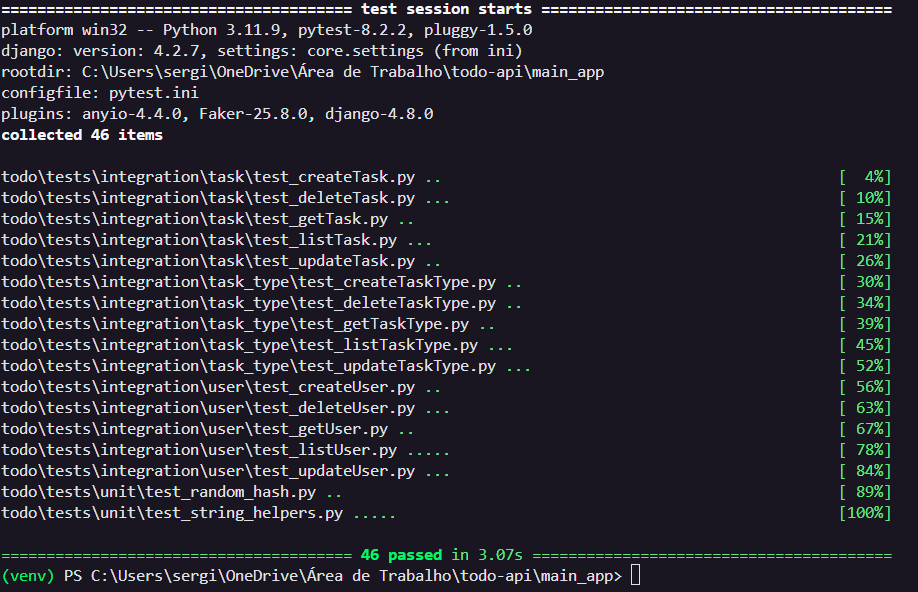 ======================================= test session starts =======================================
platform win32 -- Python 3.11.9, pytest-8.2.2, pluggy-1.5.0
django: version: 4.2.7, settings: core.settings (from ini)
rootdir: C:\Users\sergi\OneDrive\Área de Trabalho\todo-api\main_app
configfile: pytest.ini
plugins: anyio-4.4.0, Faker-25.8.0, django-4.8.0
collected 46 items

todo\tests\integration\task\test_createTask.py .. [  4%]
todo\tests\integration\task\test_deleteTask.py ... [ 10%]
todo\tests\integration\task\test_getTask.py .. [ 15%]
todo\tests\integration\task\test_listTask.py ... [ 21%]
todo\tests\integration\task\test_updateTask.py .. [ 26%]
todo\tests\integration\task_type\test_createTaskType.py .. [ 30%]
todo\tests\integration\task_type\test_deleteTaskType.py .. [ 34%]
todo\tests\integration\task_type\test_getTaskType.py .. [ 39%]
todo\tests\integration\task_type\test_listTaskType.py ... [ 45%]
todo\tests\integration\task_type\test_updateTaskType.py ... [ 52%]
todo\tests\integration\user\test_createUser.py .. [ 56%]
todo\tests\integration\user\test_deleteUser.py ... [ 63%]
todo\tests\integration\user\test_getUser.py .. [ 67%]
todo\tests\integration\user\test_listUser.py ..... [ 78%]
todo\tests\integration\user\test_updateUser.py ... [ 84%]
todo\tests\unit\test_random_hash.py .. [ 89%]
todo\tests\unit\test_string_helpers.py ..... [100%]

======================================= 46 passed in 3.07s ========================================
(venv) PS C:\Users\sergi\OneDrive\Área de Trabalho\todo-api\main_app>